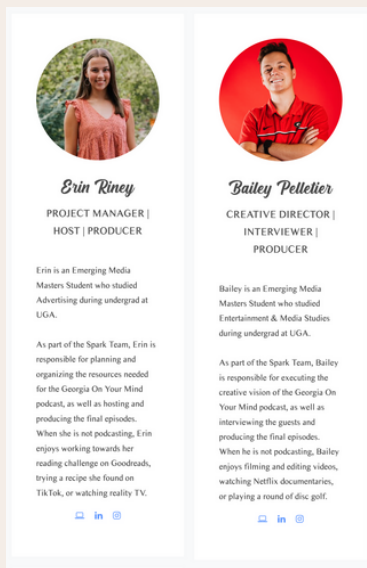 Erin Riney
PROJECT MANAGER |
HOST | PRODUCER
Erin is an Emerging Media
Masters Student who studied
Advertising during undergrad at
UGA.
As part of the Spark Team, Erin is
responsible for planning and
organizing the resources needed
for the Georgia On Your Mind
podcast, as well as hosting and
producing the final episodes.
When she is not podcasting, Erin
enjoys working towards her
reading challenge on Goodreads,
trying a recipe she found on
TikTok, or watching reality TV.
in
Bailey Pelletier
CREATIVE DIRECTOR |
INTERVIEWER |
PRODUCER
Bailey is an Emerging Media
Masters Student who studied
Entertainment & Media Studies
during undergrad at UGA.
As part of the Spark Team, Bailey
is responsible for executing the
creative vision of the Georgia On
Your Mind podcast, as well as
interviewing the guests and
producing the final episodes.
When he is not podcasting, Bailey
enjoys filming and editing videos,
watching Netflix documentaries,
or playing a round of disc golf.
in